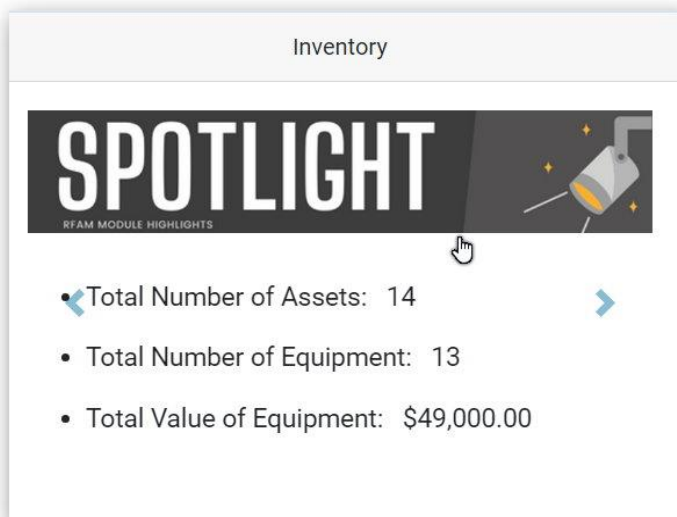 Inventory
SPOTLIGHT
RFAM MODULE HIGHLIGHTS
• Total Number of Assets: 14
• Total Number of Equipment: 13
• Total Value of Equipment: $49,000.00